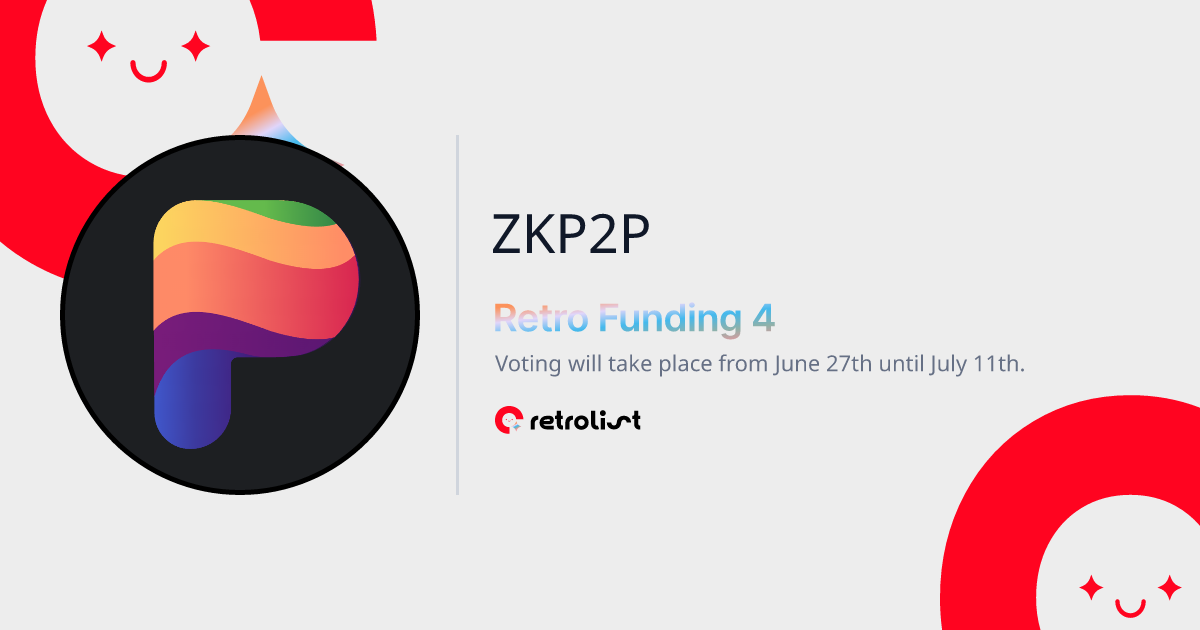 ZKP2P
Retro Funding 4
Voting will take place from June 27th until July 11th.
retrolist